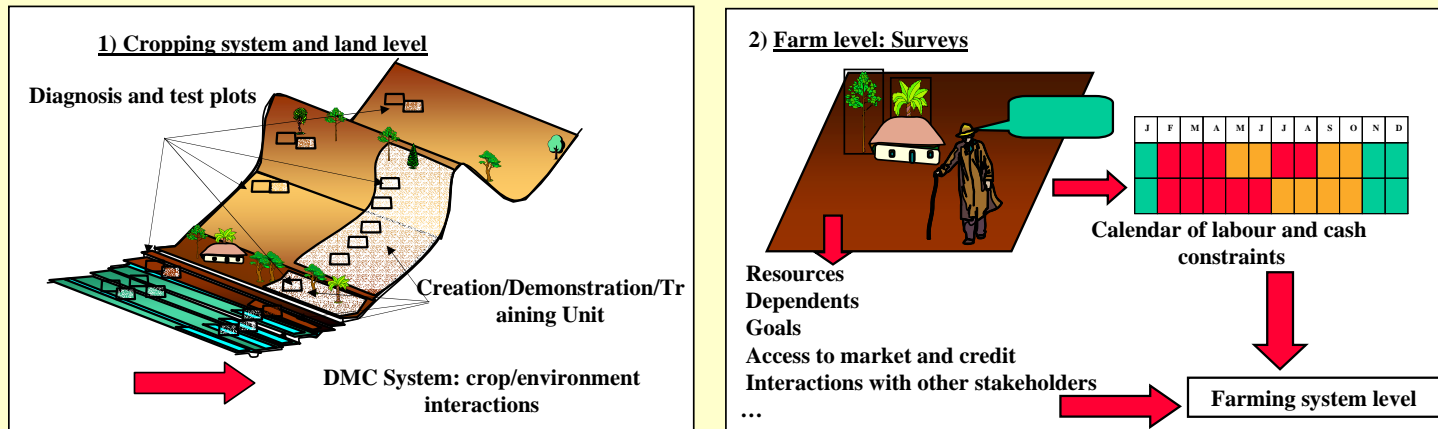 1) Cropping system and land level
Diagnosis and test plots
Creation/Demonstration/Tr
aining Unit
DMC System: crop/environment
interactions
2) Farm level: Surveys
J F M A M J J A S O N D
Calendar of labour and cash
constraints
Resources
Dependents
Goals
Access to market and credit
Interactions with other stakeholders
…
Farming system level